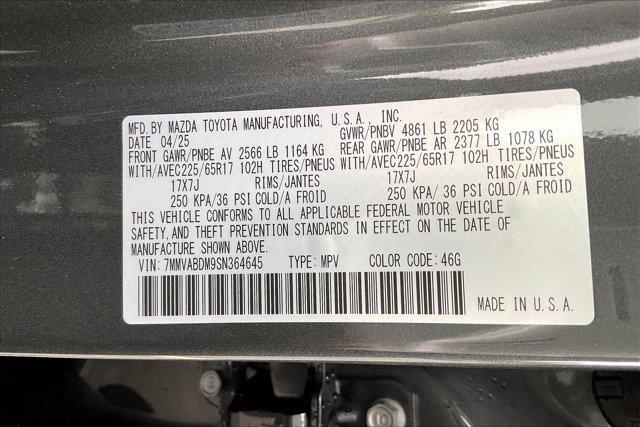 MFD. BY MAZDA TOYOTA MANUFACTURING, U.S.A., INC.
DATE 04/25 GVWR/PNBV 4861 LB 2205 KG
FRONT GAWR/PNBE AV 2566 LB 1164 KG REAR GAWR/PNBE AR 2377 LB 1078 KG
WITH/AVEC225/65R17 102H TIRES/PNEUS WITH/AVEC225/65R17 102H TIRES/PNEUS
17X7J RIMS/JANTES 17X7J RIMS/JANTES
250 KPA/36 PSI COLD/A FROID 250 KPA/36 PSI COLD/A FROID
THIS VEHICLE CONFORMS TO ALL APPLICABLE FEDERAL MOTOR VEHICLE
SAFETY, AND THEFT PREVENTION STANDARDS IN EFFECT ON THE DATE OF
MANUFACTURE SHOWN ABOVE.
VIN: 7MMVABDM9SN364645 TYPE: MPV COLOR CODE: 46G
MADE IN U.S.A.